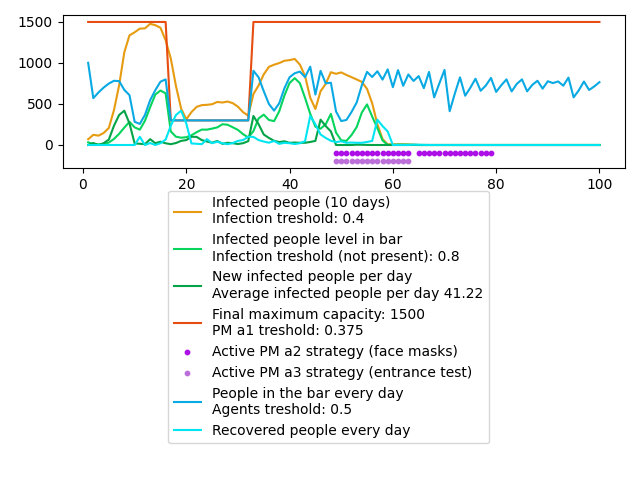 1500
1000
500
0
0 20 40 60 80 100
Infected people (10 days)
Infection treshold: 0.4
Infected people level in bar
Infection treshold (not present): 0.8
New infected people per day
Average infected people per day 41.22
Final maximum capacity: 1500
PM a1 treshold: 0.375
Active PM a2 strategy (face masks)
Active PM a3 strategy (entrance test)
People in the bar every day
Agents treshold: 0.5
Recovered people every day